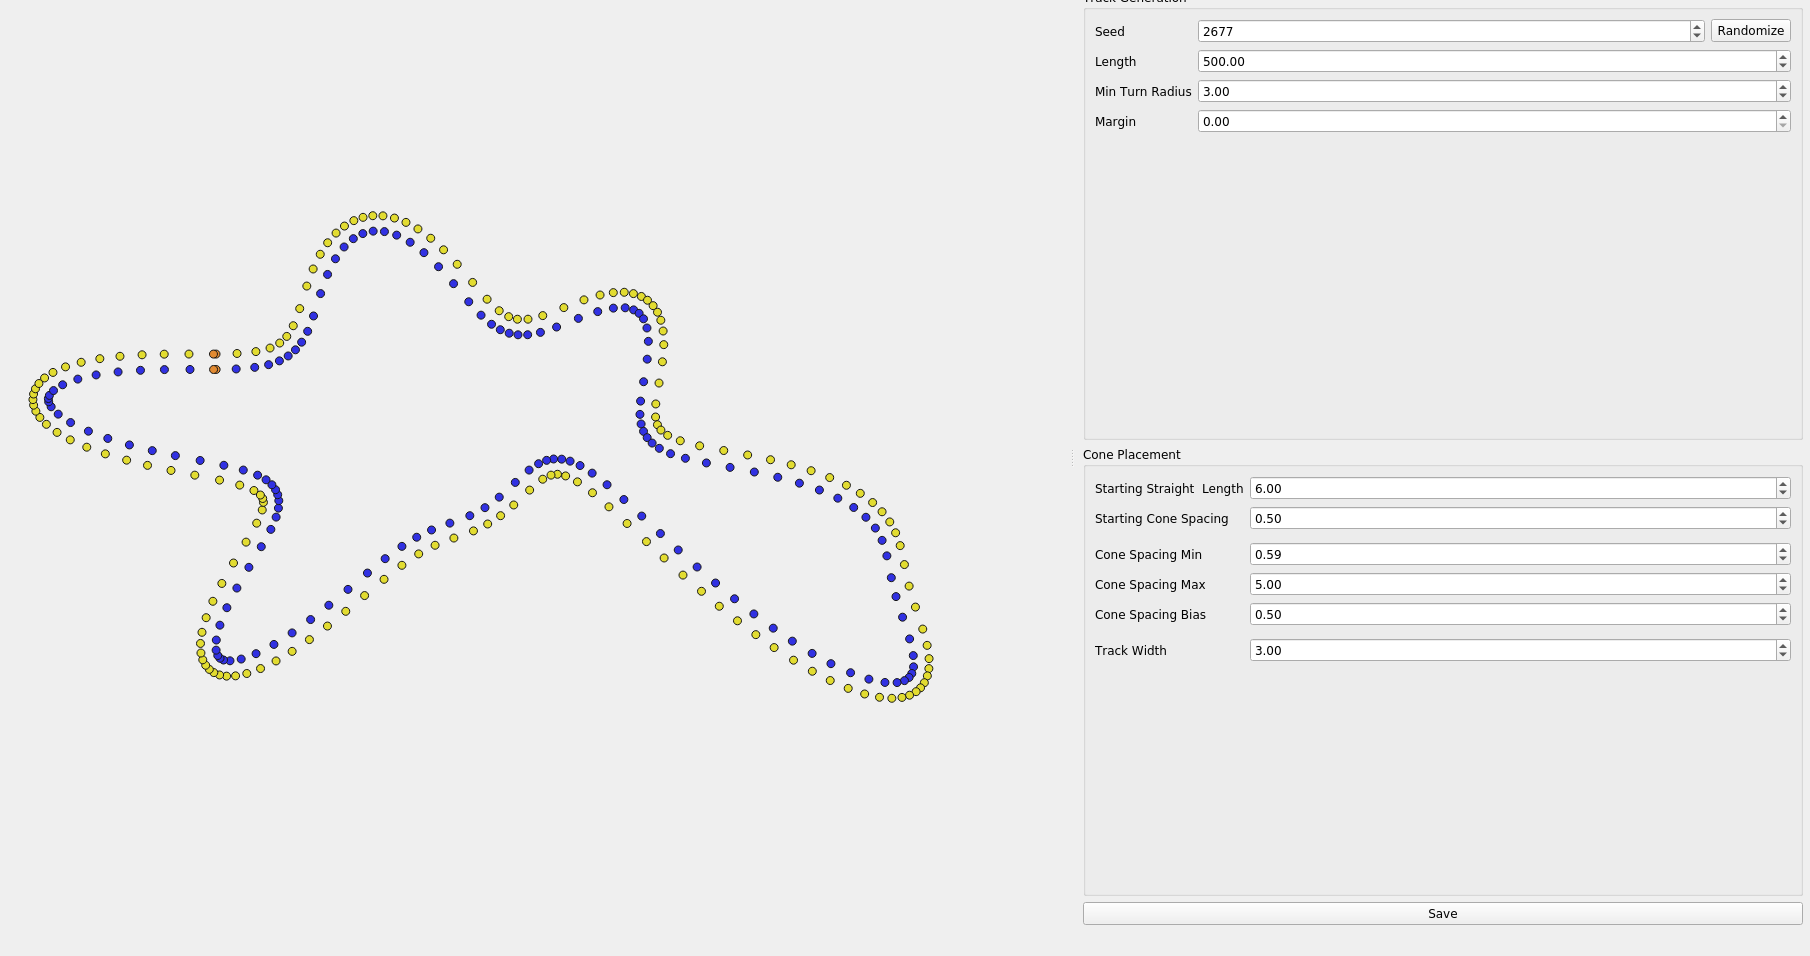 Track Generation
Seed 2677 Randomize
Length 500.00
Min Turn Radius 3.00
Margin 0.00
Cone Placement
Starting Straight Length 6.00
Starting Cone Spacing 0.50
Cone Spacing Min 0.59
Cone Spacing Max 5.00
Cone Spacing Bias 0.50
Track Width 3.00
Save